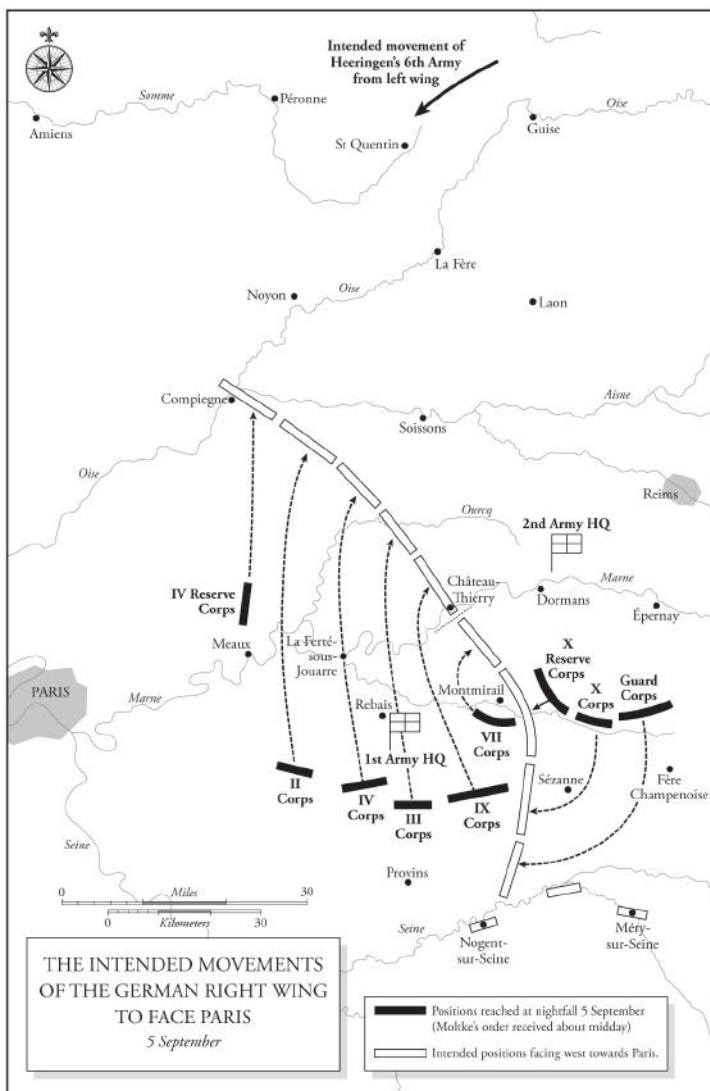 Intended movement of
Heeringen's 6th Army
from left wing
Somme
Péronne
Oise
Amiens
Guise
St Quentin
La Fère
Noyon
Oise
Laon
Compiegne
Aisne
Soissons
Oise
Reims
Ourcq
2nd Army HQ
IV Reserve
Corps
Château-
Thierry
Marne
Dormans
Épernay
Meaux
La Ferté-
sous-
Jouarre
X
Reserve
Corps
X
Corps
Guard
Corps
PARIS
Marne
Montmirail
Rebais
VII
Corps
1st Army HQ
II
Corps
IV
Corps
III
Corps
IX
Corps
Sézanne
Fère
Champenoise
Seine
Provins
0 Miles 30
0 Kilometers 30
Seine
Nogent-
sur-Seine
Méry-
sur-Seine
THE INTENDED MOVEMENTS
OF THE GERMAN RIGHT WING
TO FACE PARIS
5 September
Positions reached at nightfall 5 September
(Moltke's order received about midday)
Intended positions facing west towards Paris.